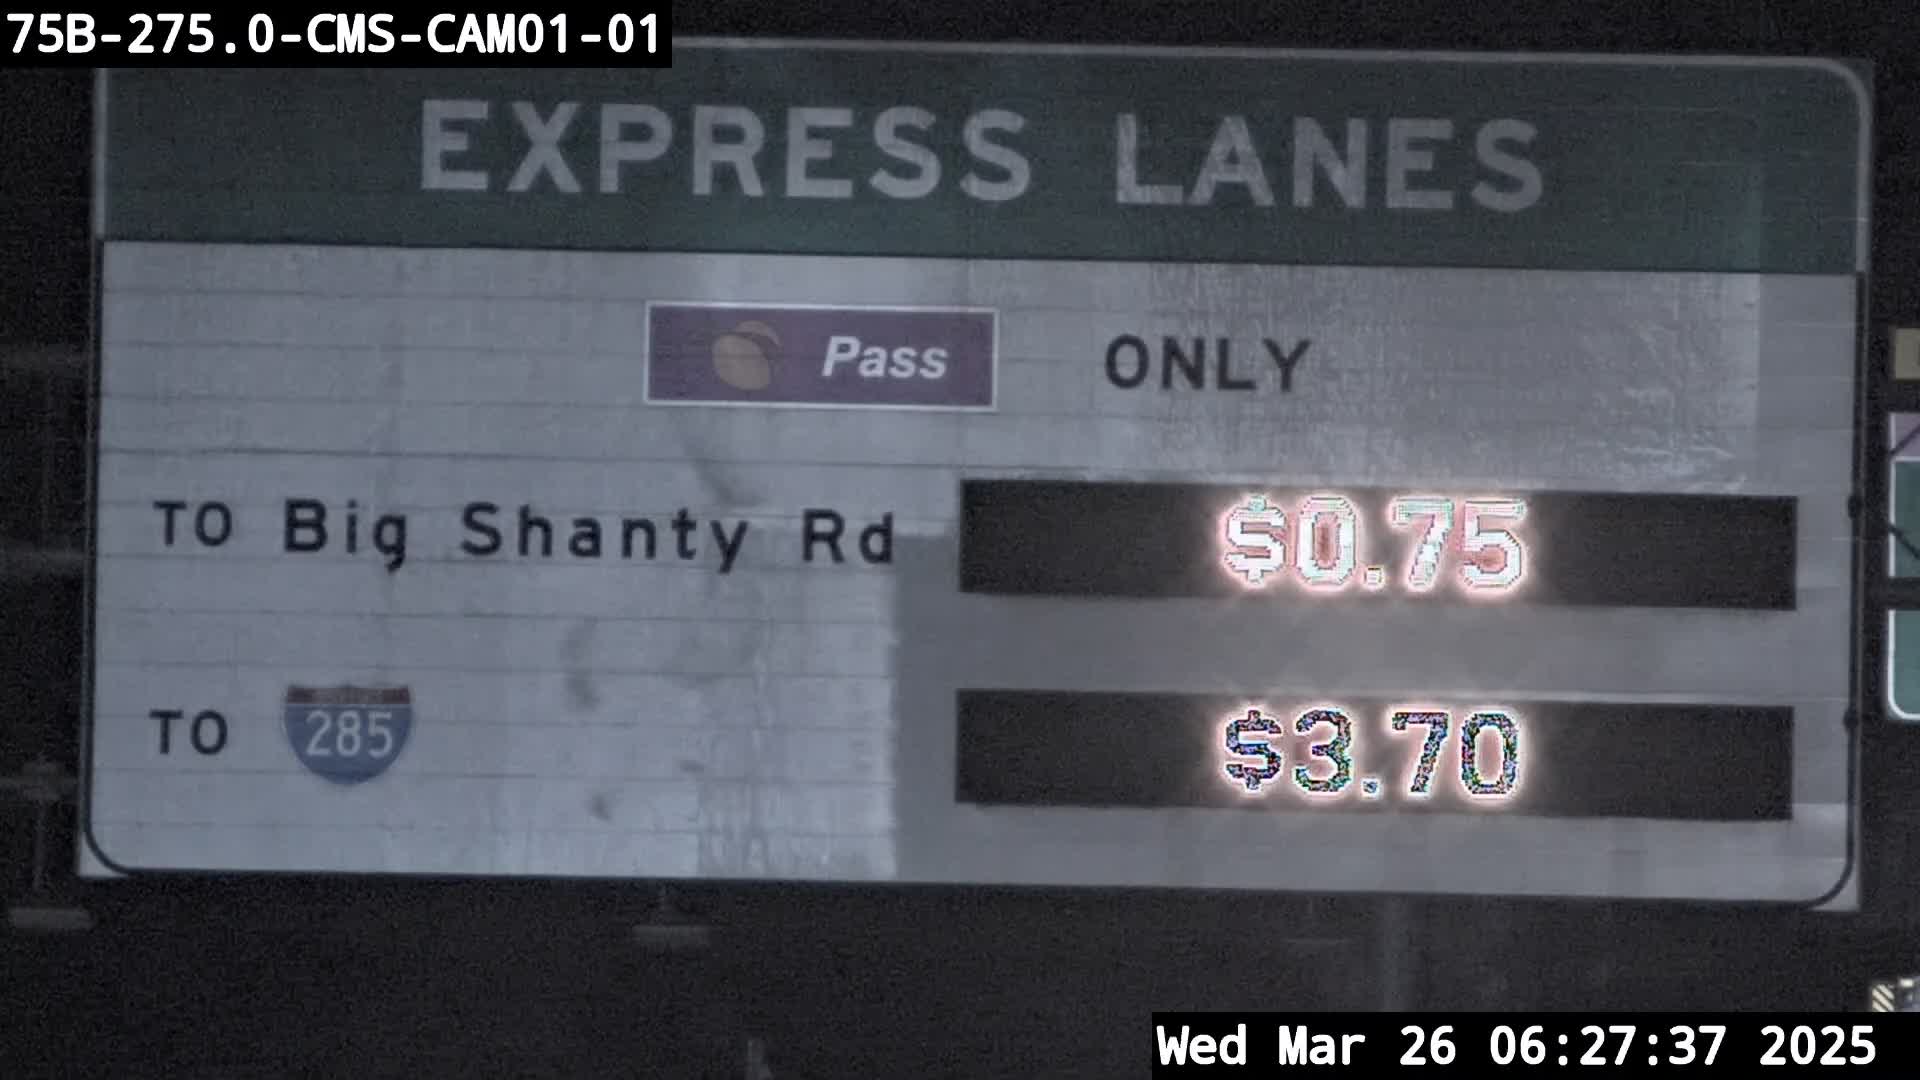 75B-275.0-CMS-CAM01-01
EXPRESS LANES
Pass ONLY
TO Big Shanty Rd $0.75
TO 285 $3.70
Wed Mar 26 06:27:37 2025